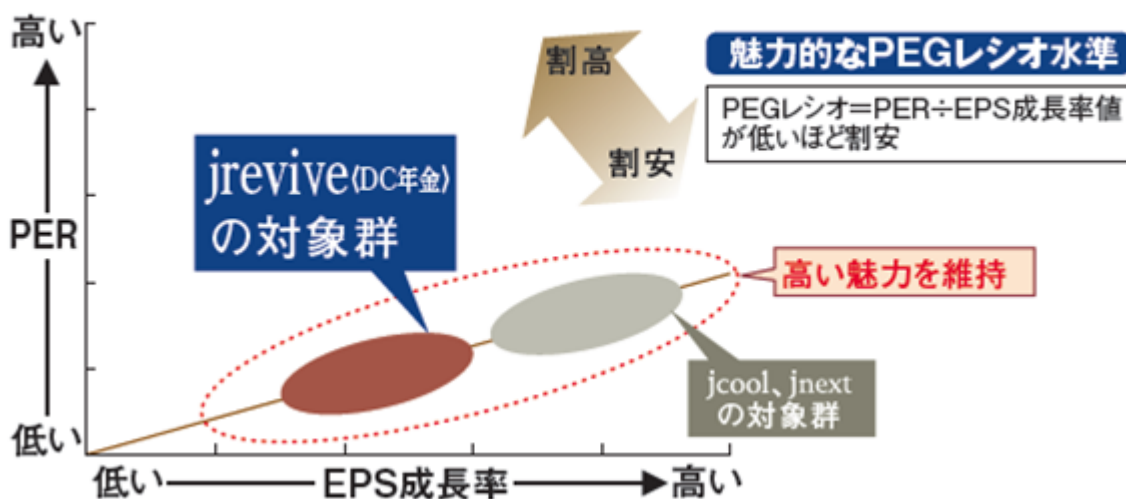 高い
割高
割安
魅力的なPEGレシオ水準
PEGレシオ＝PER÷EPS成長率値
が低いほど割安
jrevive〈DC年金〉
の対象群
PER
高い魅力を維持
jcool、jnext
の対象群
低い
低い
EPS成長率
高い